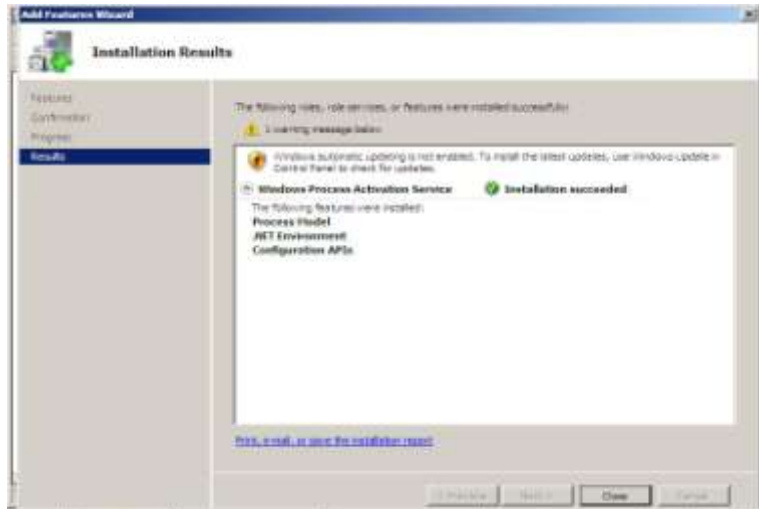 Add Features Wizard
Installation Results
Features
Confirmation
Progress
Results
The following roles, role services, or features were installed successfully:
1 warning message below
Windows automatic updating is not enabled. To install the latest updates, use Windows Update in
Control Panel to check for updates.
Windows Process Activation Service
Installation succeeded
The following features were installed:
Process Model
.NET Environment
Configuration APIs
Print, e-mail, or save the installation report
< Previous
Next >
Close
Cancel